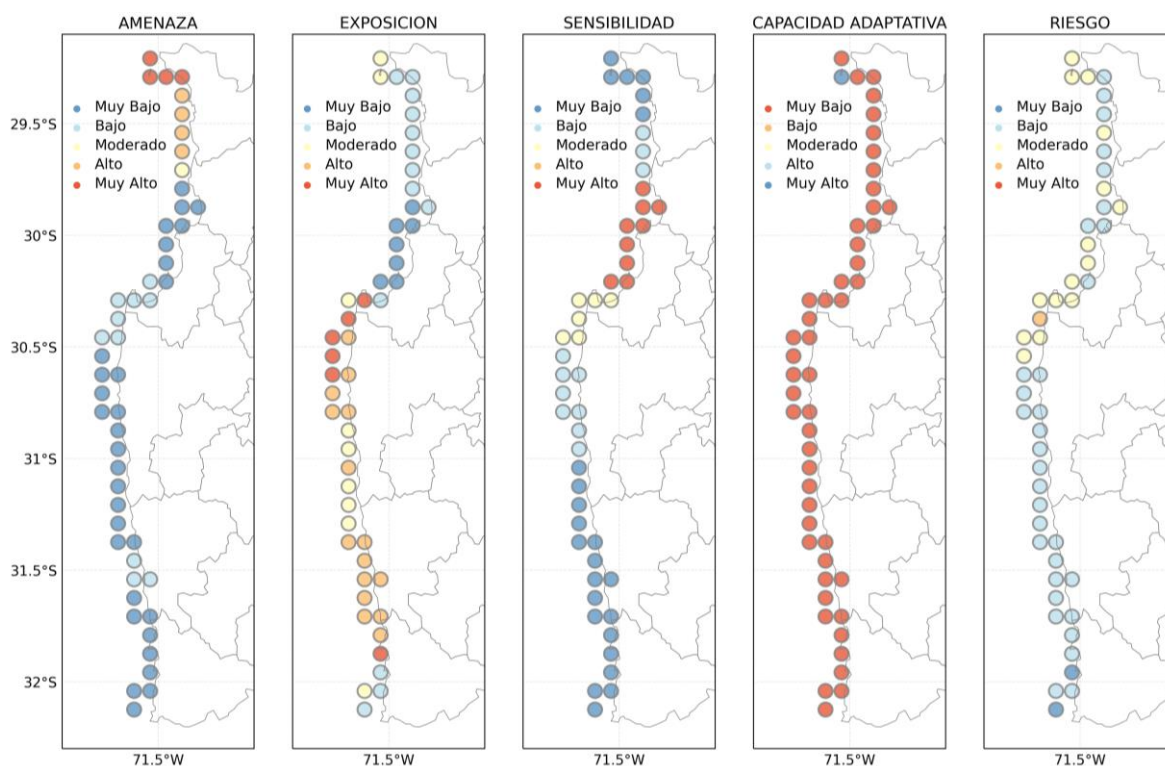 AMENAZA
EXPOSICION
SENSIBILIDAD
CAPACIDAD ADAPTATIVA
RIESGO
Muy Bajo
Bajo
Moderado
Alto
Muy Alto
Muy Bajo
Bajo
Moderado
Alto
Muy Alto
Muy Bajo
Bajo
Moderado
Alto
Muy Alto
Muy Bajo
Bajo
Moderado
Alto
Muy Alto
Muy Bajo
Bajo
Moderado
Alto
Muy Alto
29.5°S
30°S
30.5°S
31°S
31.5°S
32°S
71.5°W
71.5°W
71.5°W
71.5°W
71.5°W